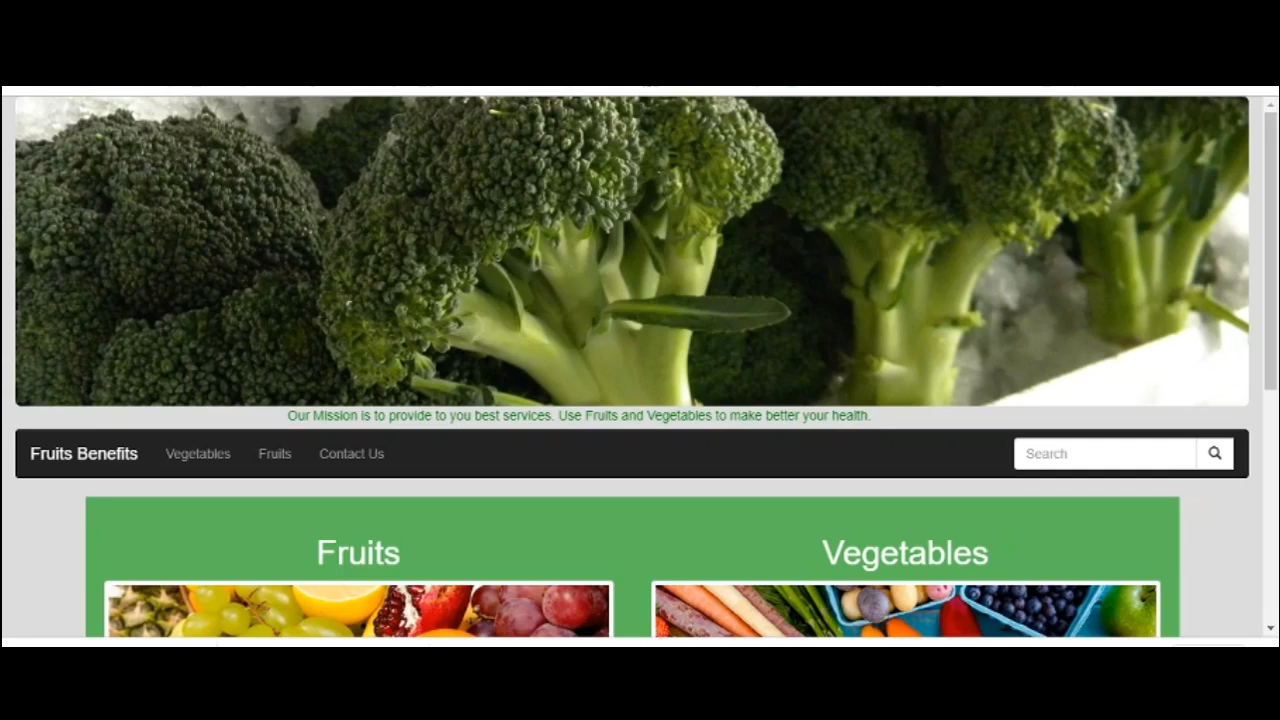 Our Mission is to provide to you best services. Use Fruits and Vegetables to make better your health.
Fruits Benefits Vegetables Fruits Contact Us Search
Fruits Vegetables